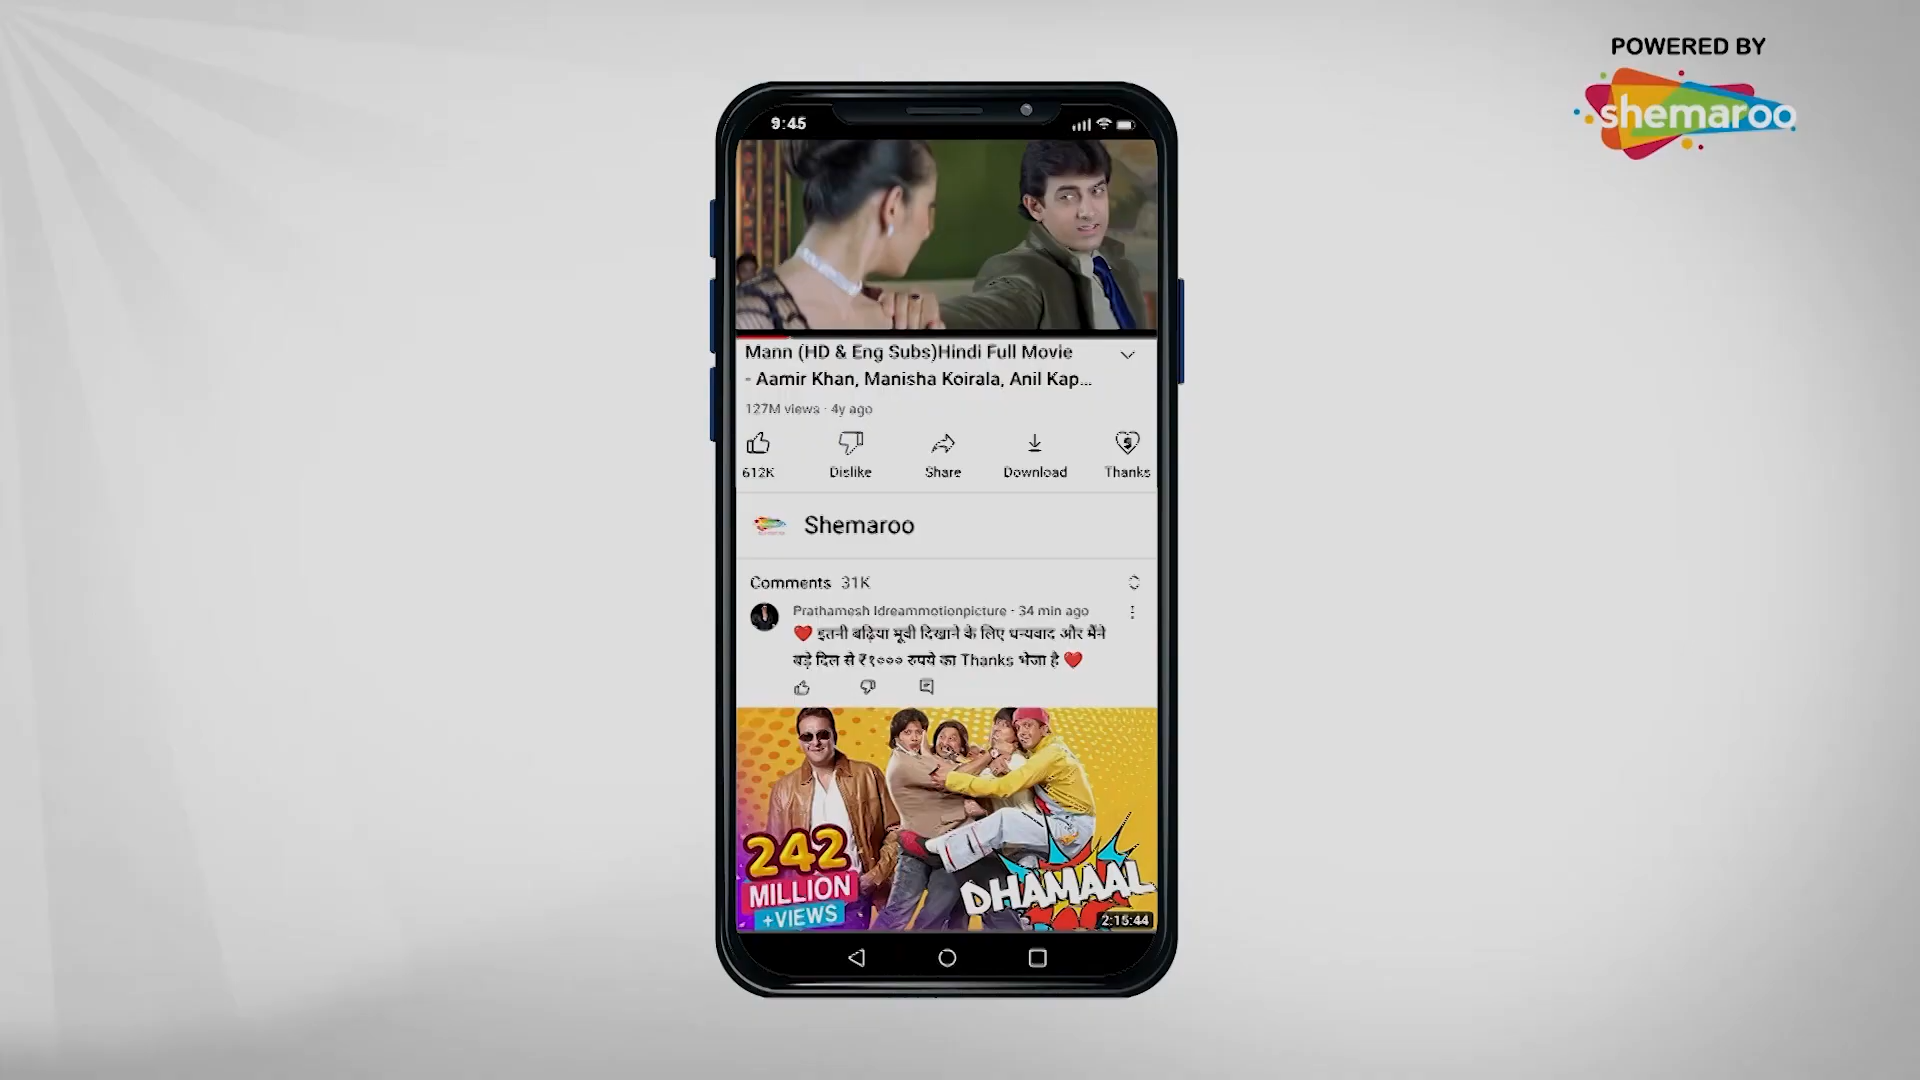 POWERED BY
shemaroo
9:45
Mann (HD & Eng Subs)Hindi Full Movie
- Aamir Khan, Manisha Koirala, Anil Kap...
127M views · 4y ago
612K
Dislike
Share
Download
Thanks
Shemaroo
Comments 31K
Prathamesh Idreammotionpicture · 34 min ago
❤️ इतनी बढ़िया मूवी दिखाने के लिए धन्यवाद और मैंने
बड़े दिल से ₹१००० रुपये का Thanks भेजा है ❤️
242
MILLION
+VIEWS
DHAMAAL
2:15:44